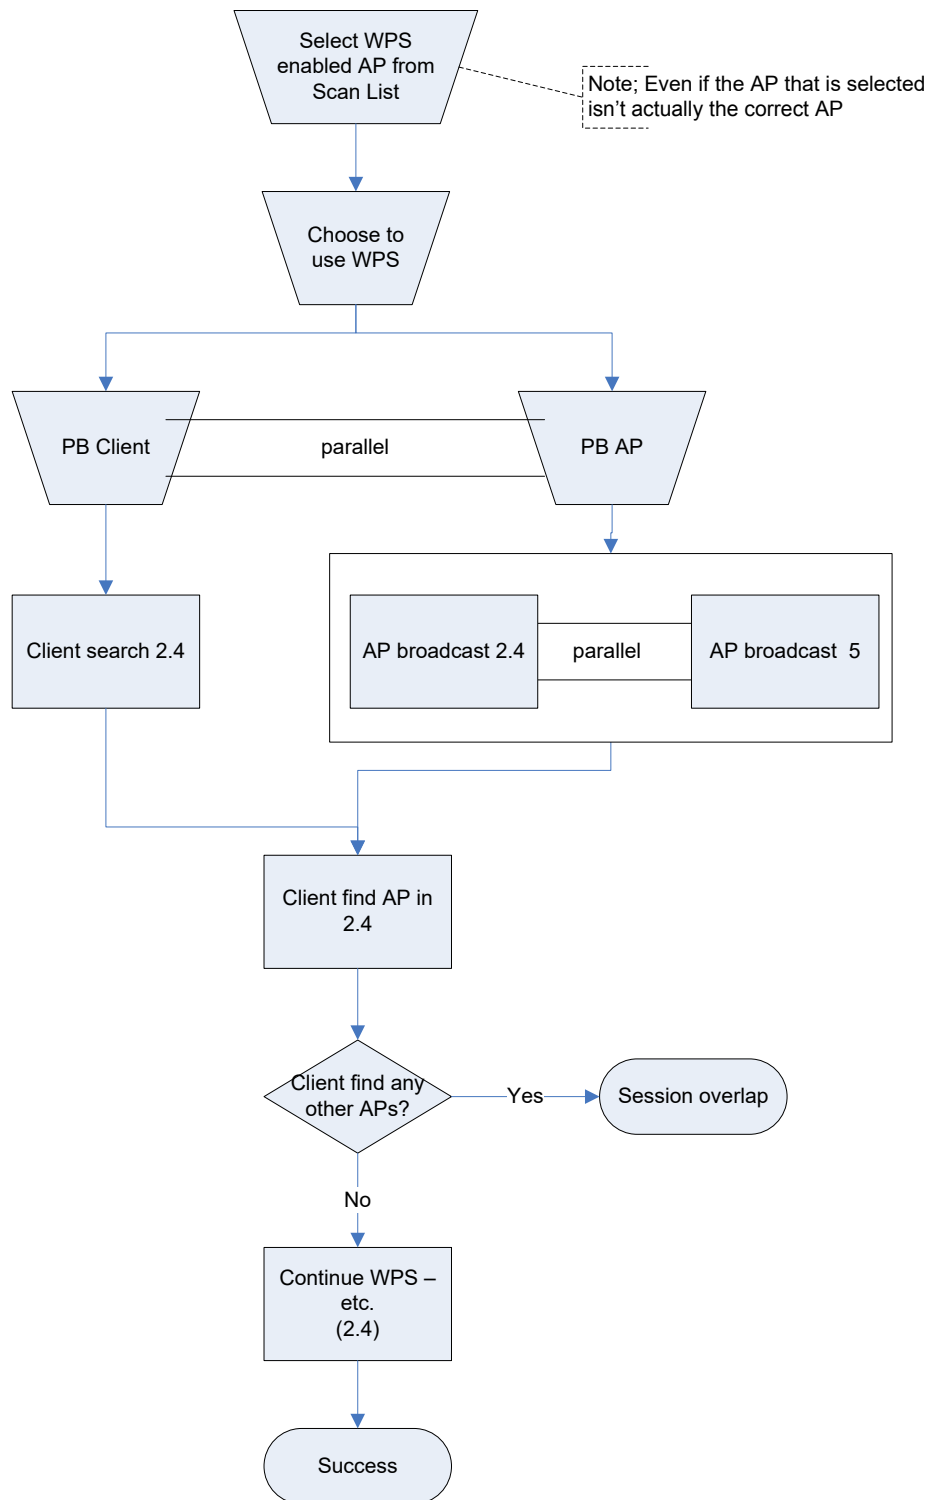 Select WPS
enabled AP from
Scan List
Note; Even if the AP that is selected
isn’t actually the correct AP
Choose to
use WPS
PB Client
parallel
PB AP
Client search 2.4
AP broadcast 2.4
parallel
AP broadcast  5
Client find AP in
2.4
Client find any
other APs?
Yes
Session overlap
No
Continue WPS –
etc.
(2.4)
Success